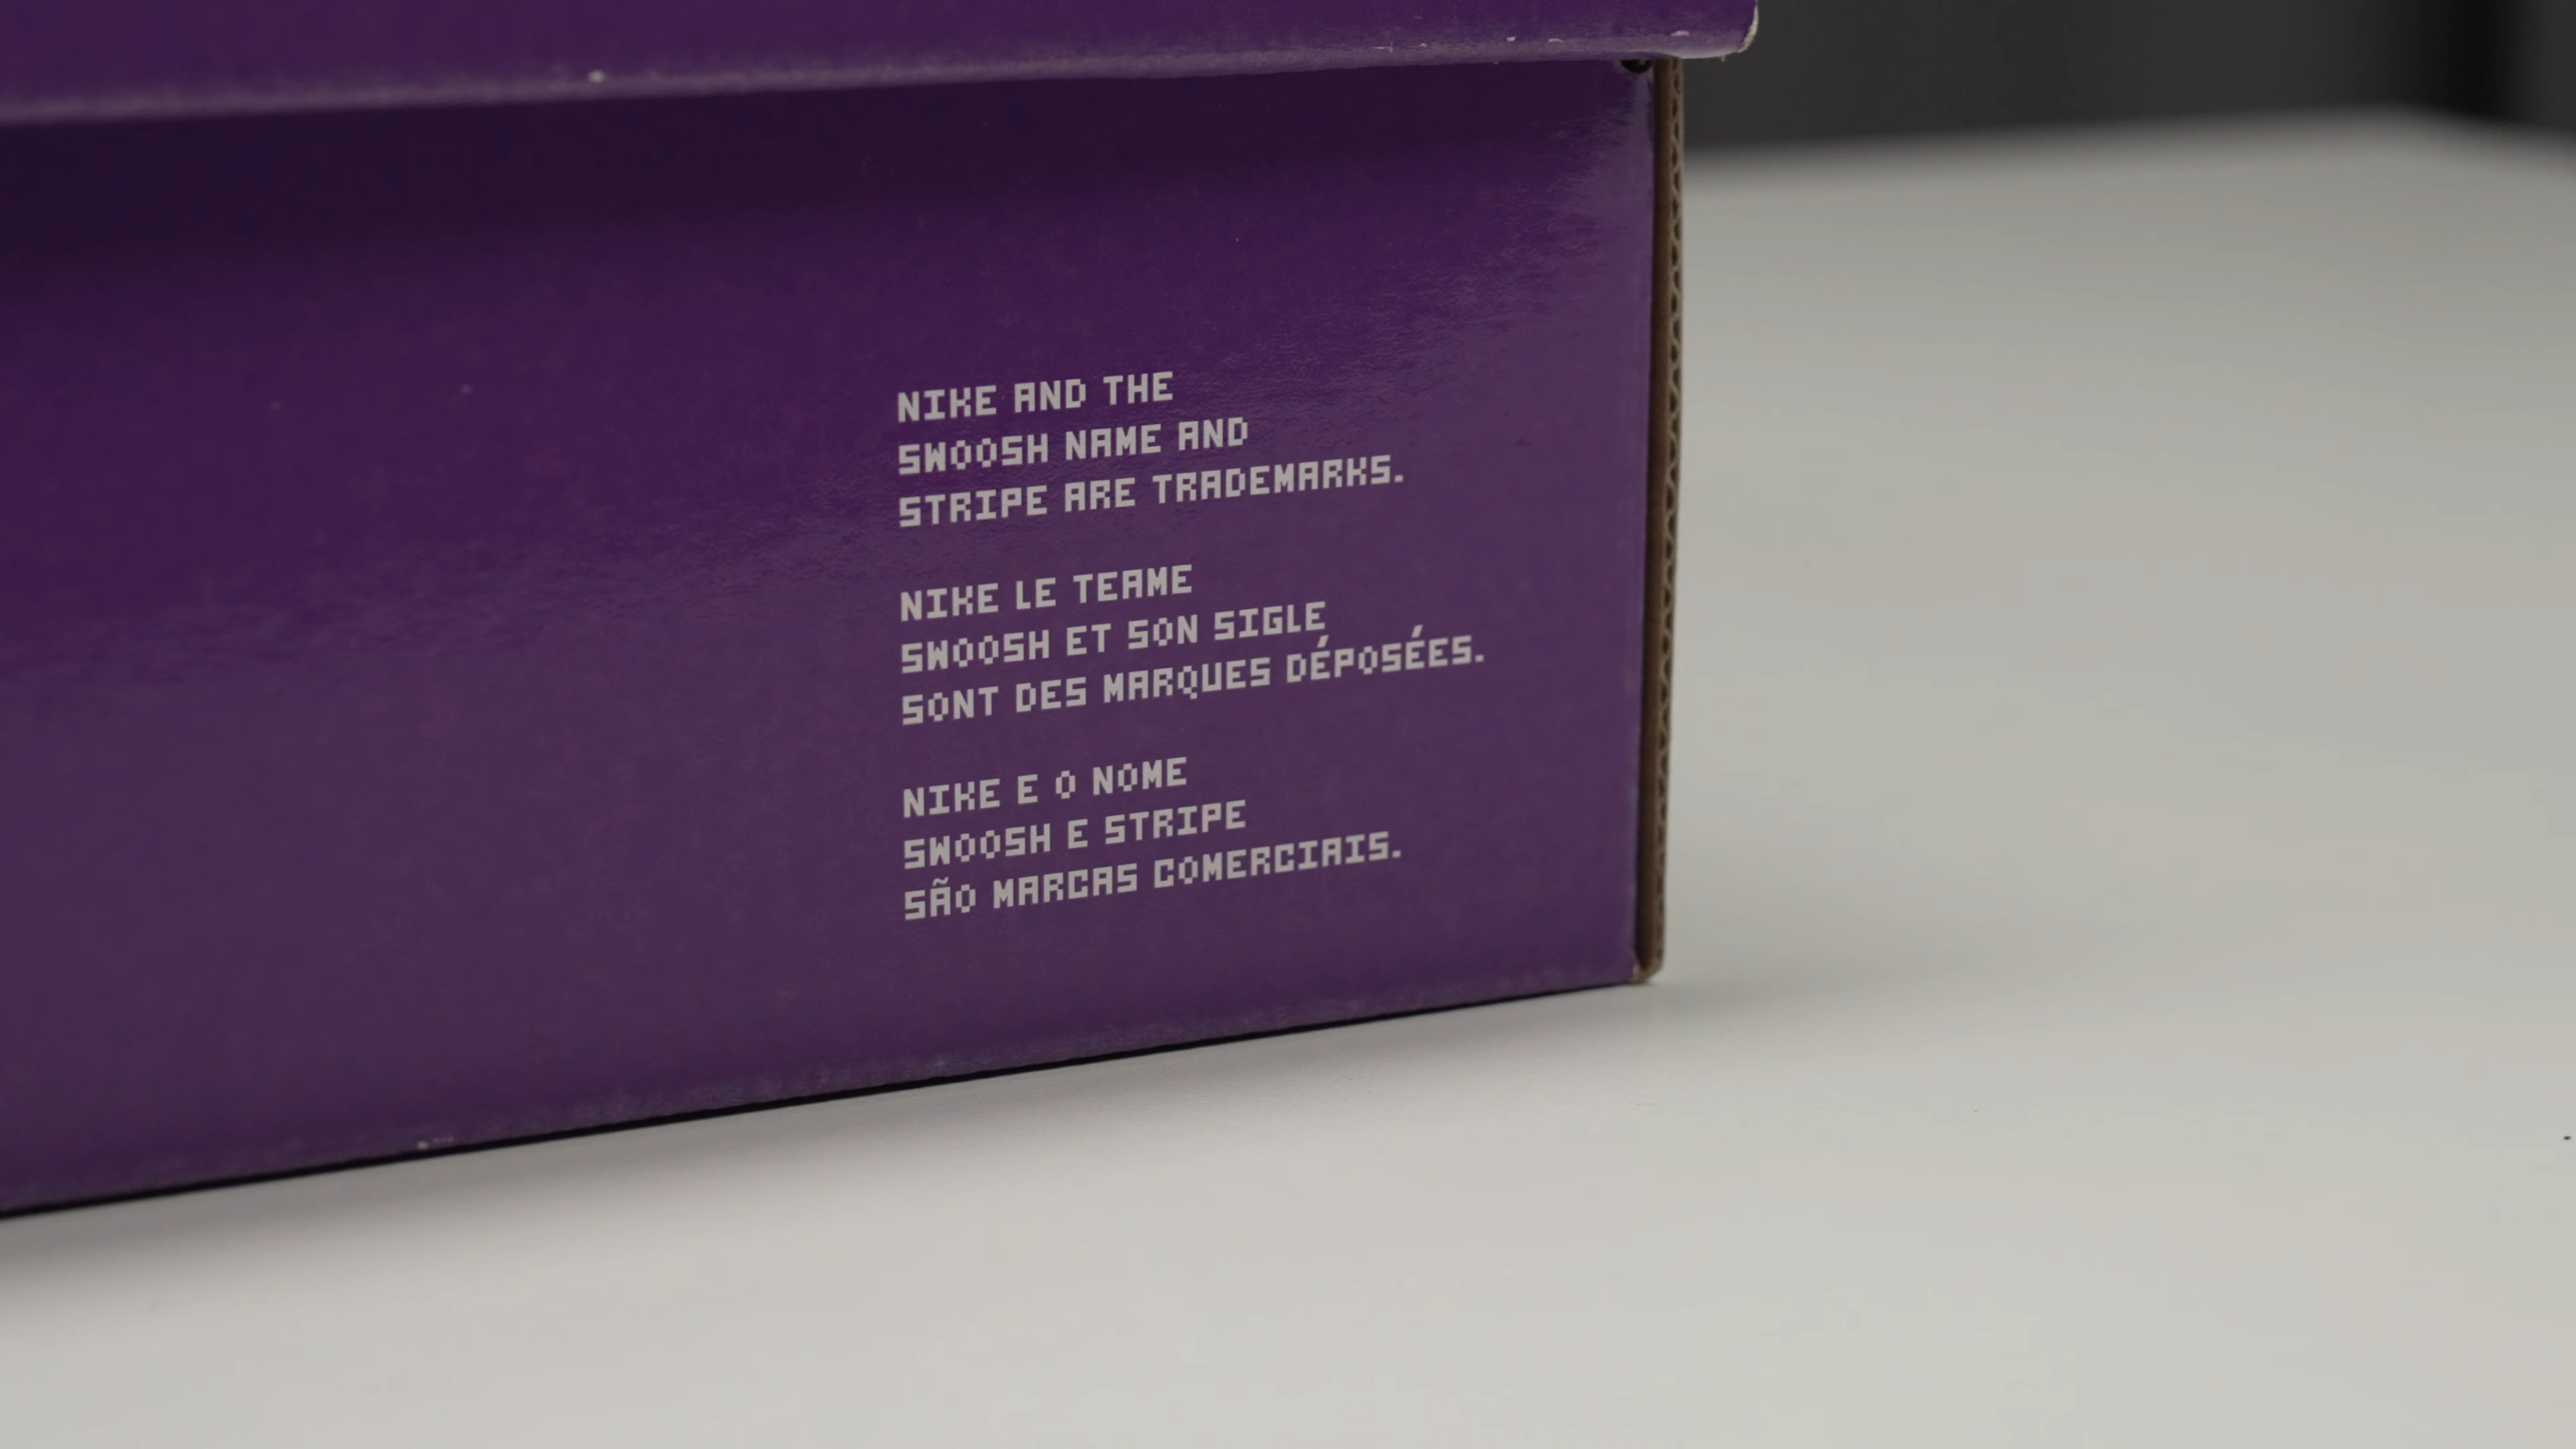 NIKE AND THE
SWOOSH NAME AND
STRIPE ARE TRADEMARKS.
NIKE LE TEAME
SWOOSH ET SON SIGLE
SONT DES MARQUES DÉPOSÉES.
NIKE E O NOME
SWOOSH E STRIPE
SÃO MARCAS COMERCIAIS.